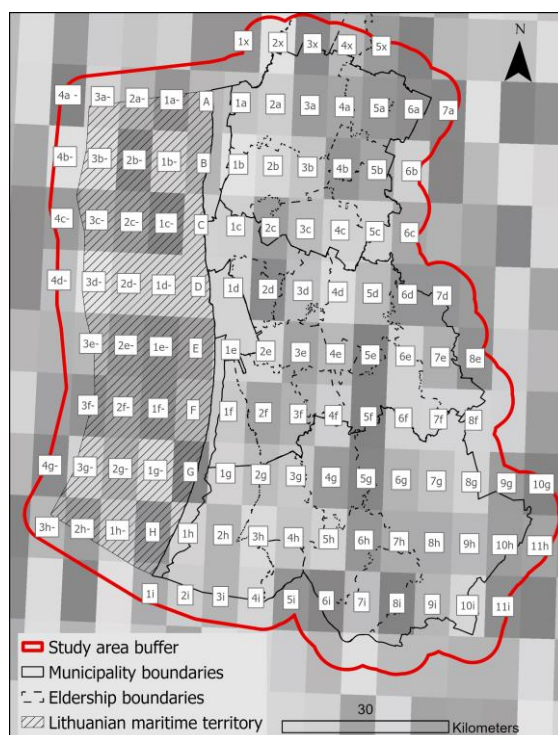 1x 2x 3x 4x 5x
N
4a - 3a- 2a- 1a- A 1a 2a 3a 4a 5a 6a 7a
4b- 3b- 2b- 1b- B 1b 2b 3b 4b 5b 6b
4c- 3c- 2c- 1c- C 1c 2c 3c 4c 5c 6c
4d- 3d- 2d- 1d- D 1d 2d 3d 4d 5d 6d 7d
3e- 2e- 1e- E 1e 2e 3e 4e 5e 6e 7e 8e
3f- 2f- 1f- F 1f 2f 3f 4f 5f 6f 7f 8f
4g- 3g- 2g- 1g- G 1g 2g 3g 4g 5g 6g 7g 8g 9g 10g
3h- 2h- 1h- H 1h 2h 3h 4h 5h 6h 7h 8h 9h 10h 11h
1i 2i 3i 4i 5i 6i 7i 8i 9i 10i 11i
Study area buffer
Municipality boundaries
Eldership boundaries
Lithuanian maritime territory
30
Kilometers